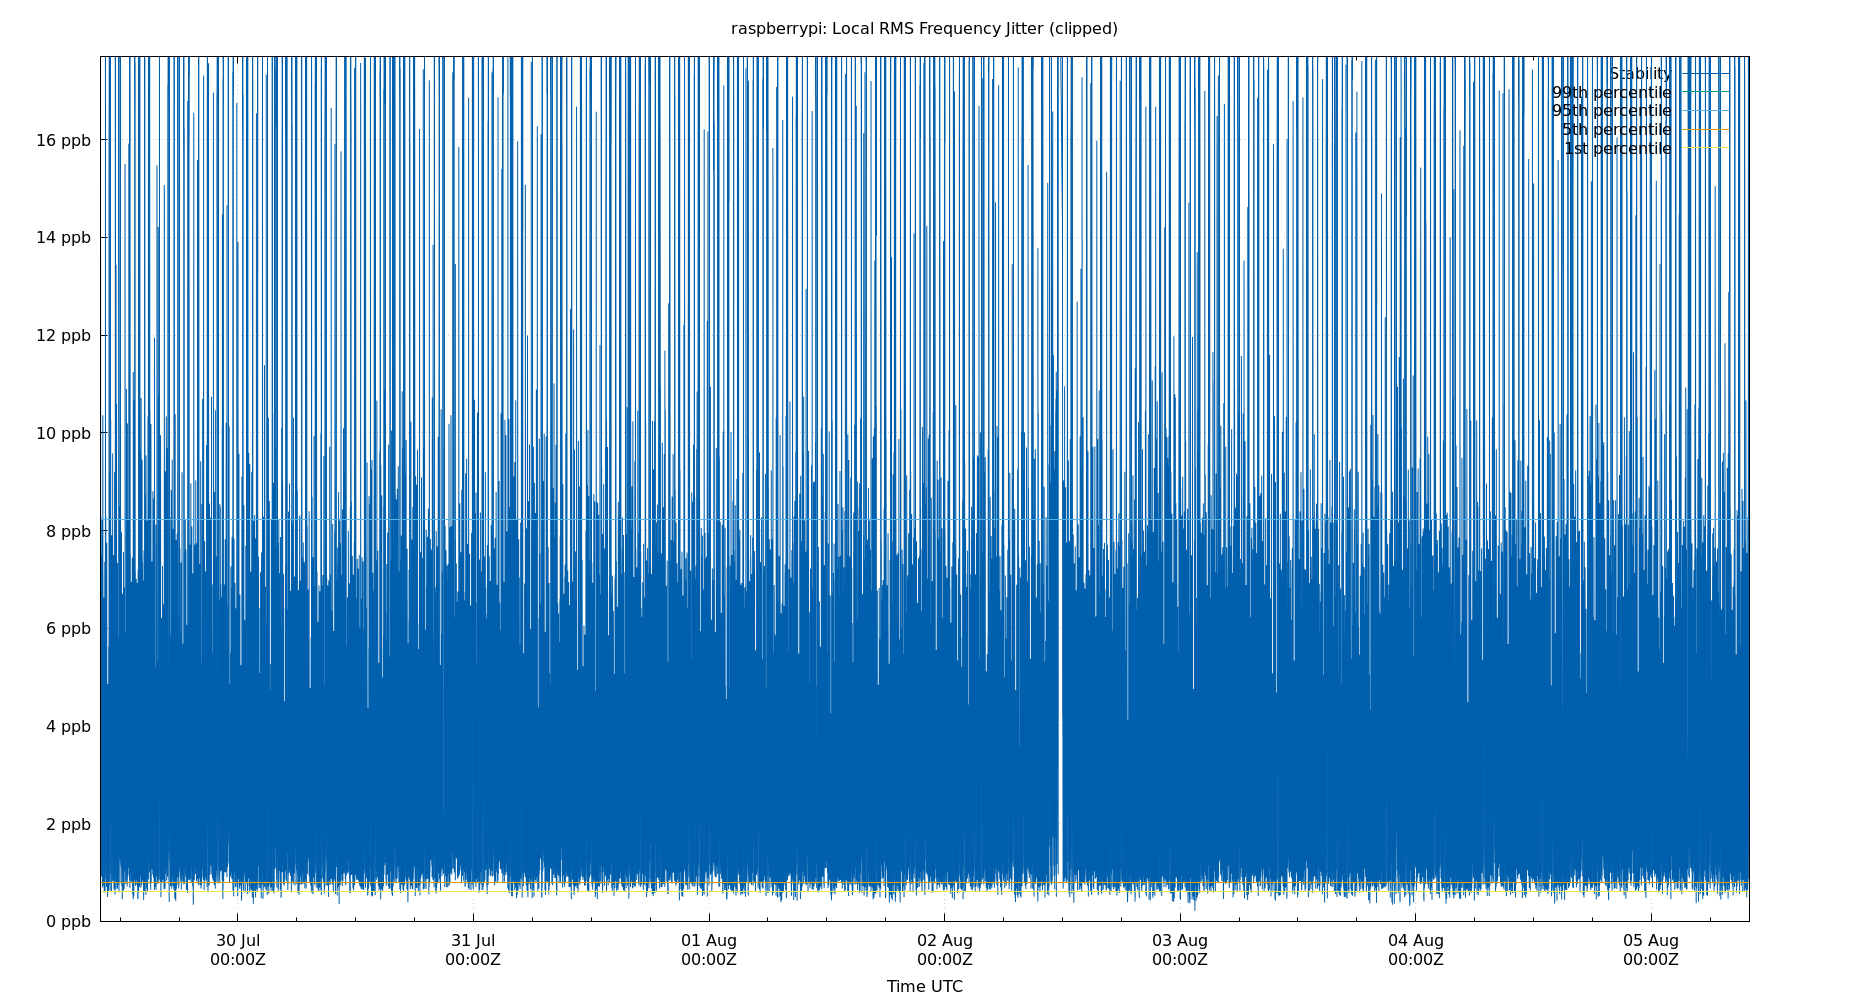 raspberrypi: Local RMS Frequency Jitter (clipped)
Stability
99th percentile
95th percentile
5th percentile
1st percentile
16 ppb
14 ppb
12 ppb
10 ppb
8 ppb
6 ppb
4 ppb
2 ppb
0 ppb
30 Jul 31 Jul 01 Aug 02 Aug 03 Aug 04 Aug 05 Aug
00:00Z 00:00Z 00:00Z 00:00Z 00:00Z 00:00Z 00:00Z
Time UTC